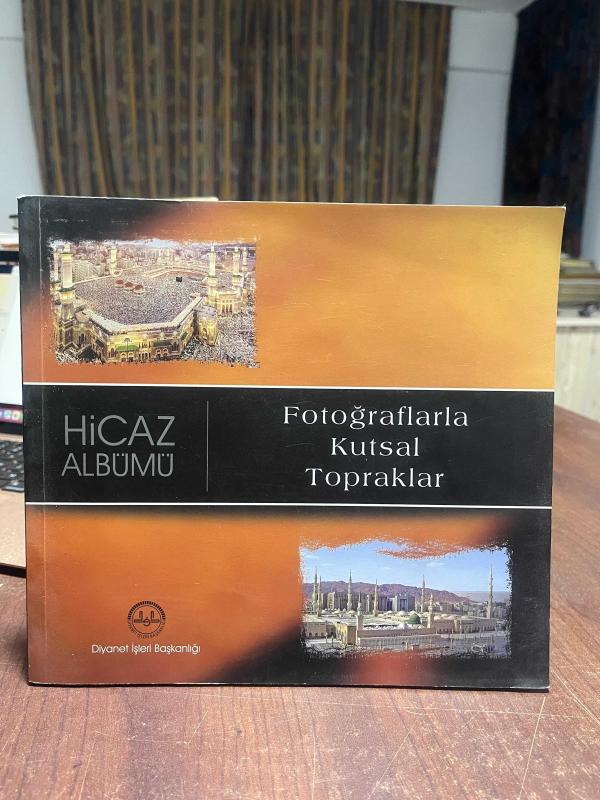 HiCAZ
ALBÜMÜ
Fotoğraflarla
Kutsal
Topraklar
Diyanet İşleri Başkanlığı